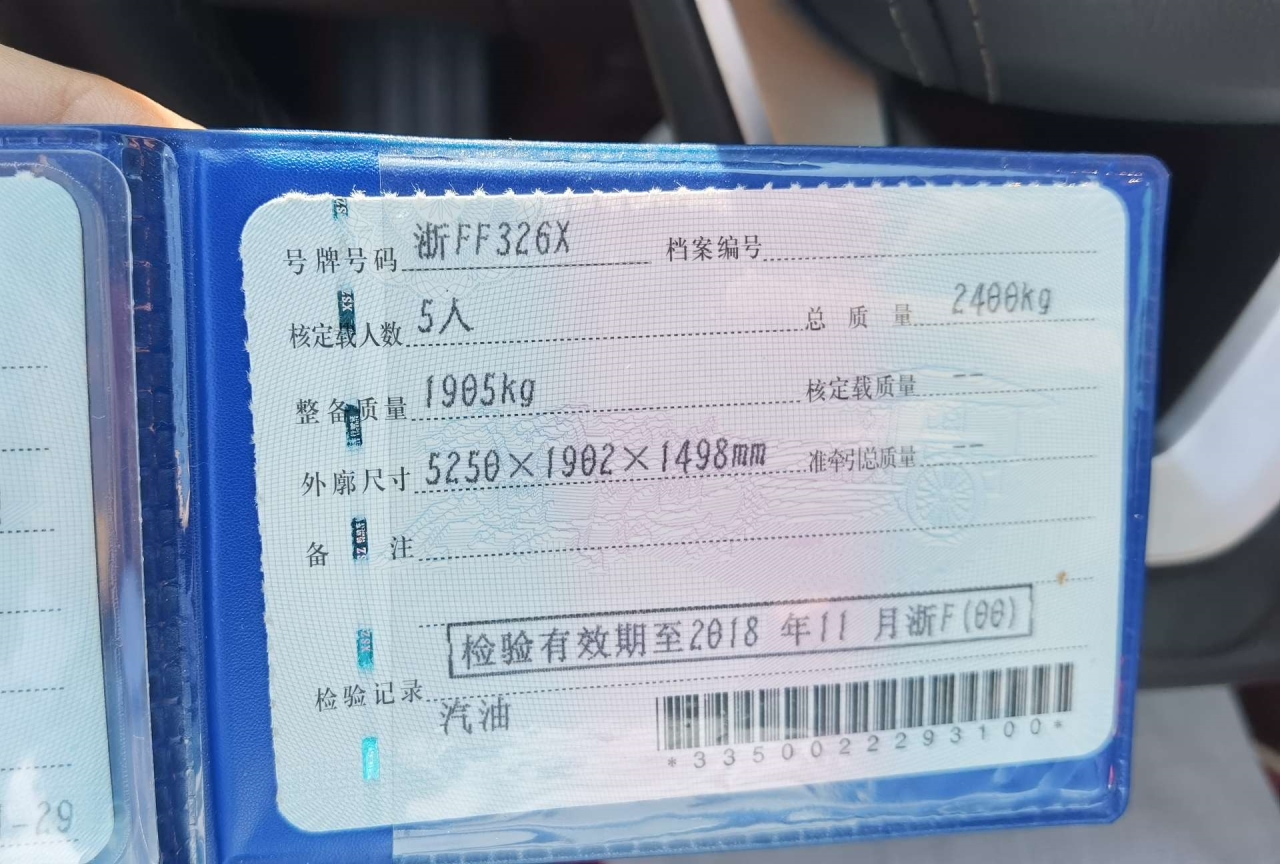 号牌号码 浙FF326X 档案编号
核定载人数 5人 总质量 2400kg
整备质量 1905kg 核定载质量 --
外廓尺寸 5250×1902×1498mm 准牵引总质量 --
备注
检验有效期至2018 年11 月浙F(00)
检验记录
汽油
*3350022293100*
-29